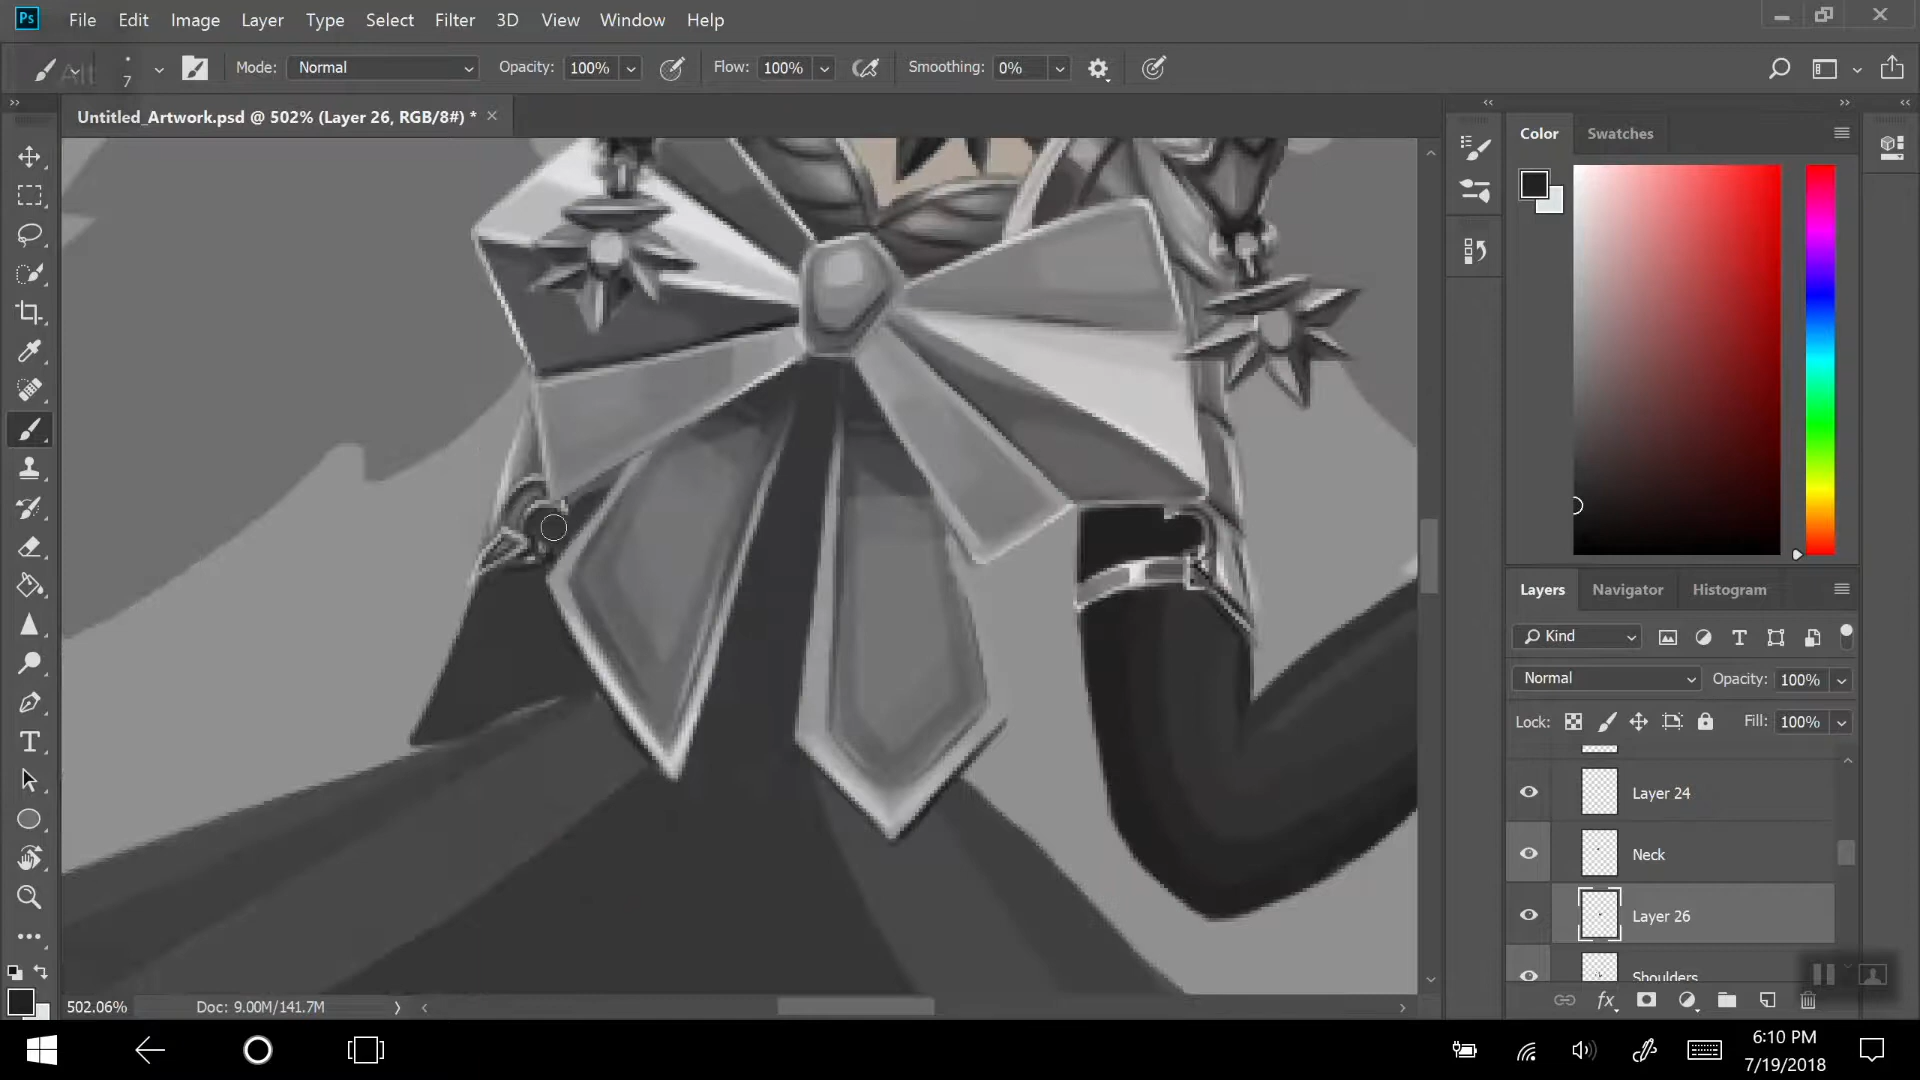 Ps File Edit Image Layer Type Select Filter 3D View Window Help
Alt 7 Mode: Normal Opacity: 100% Flow: 100% Smoothing: 0%
Untitled_Artwork.psd @ 502% (Layer 26, RGB/8#) * ×
Color Swatches
Layers Navigator Histogram
Kind
Normal Opacity: 100%
Lock: Fill: 100%
Layer 24
Neck
Layer 26
Shoulders
502.06% Doc: 9.00M/141.7M
6:10 PM
7/19/2018